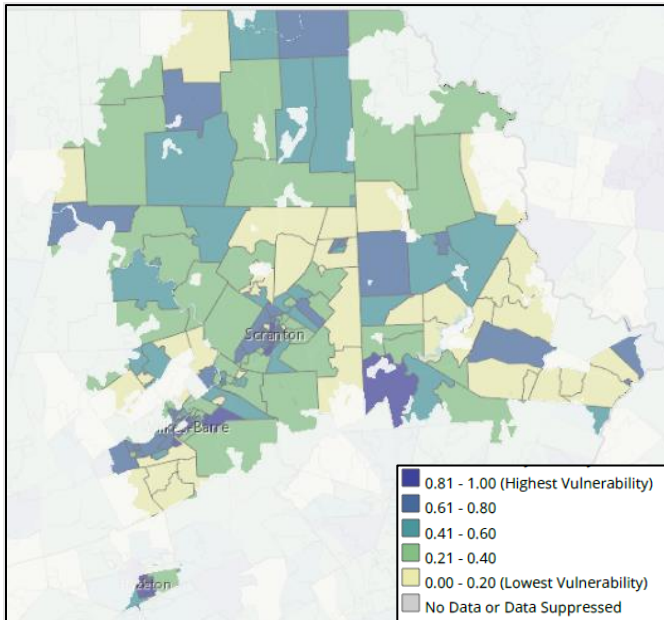 Scranton
-Barre
0.81 - 1.00 (Highest Vulnerability)
0.61 - 0.80
0.41 - 0.60
0.21 - 0.40
0.00 - 0.20 (Lowest Vulnerability)
No Data or Data Suppressed